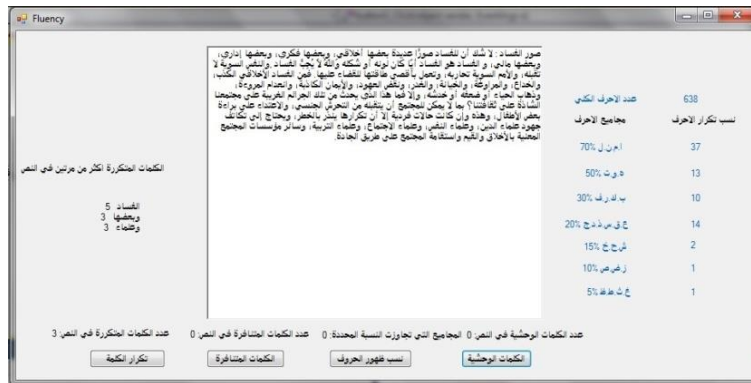 Fluency
صور الفساد: لا شك أن للفساد صورًا عديدة بعضها أخلاقي، وبعضها فكري، وبعضها إداري،
وبعضها مالي، و الفساد هو الفساد أيًا كان لونه أو شكله والله لا يُحِبُّ الفساد. والنفس السوية لا
تقبله، والأمم السوية تحاربه، وتعمل بأقصى طاقتها للقضاء عليها. فمن الفساد الأخلاقي الكذب،
والخداع، والمراوغة، والخيانة، والغدر، ونقض العهود، والأيمان الكاذبة، وانعدام المروءة،
وذهاب الحياء أو ضعفه أو خدشه، وإلا فما هذا الذي يحدث من تلك الجرائم الغريبة على مجتمعنا
الشاذة على ثقافتنا؟ بما لا يمكن للمجتمع أن يتقبله من التحرش الجنسي، والاعتداء على براءة
بعض الأطفال، وهذه وإن كانت حالات فردية إلا أن تكرارها ينذر بالخطر، ويحتاج إلى تكاتف
جهود علماء الدين، وعلماء النفس، وعلماء الاجتماع، وعلماء التربية، وسائر مؤسسات المجتمع
المعنية بالأخلاق والقيم واستقامة المجتمع على طريق الجادة.
638 عدد الاحرف الكلي
نسب تكرار الاحرف مجاميع الاحرف
37 ا.م.ن.ل 70%
13 ه.و.ت 50%
10 ب.ك.ر.ف 30%
14 ع.ق.س.ذ.د.ج 20%
2 ش.ح.خ 15%
1 ز.ض.ص 10%
1 غ.ث.ط.ظ 5%
الكلمات المتكررة اكثر من مرتين في النص
الفساد 5
وبعضها 3
وعلماء 3
عدد الكلمات الوحشية في النص: 0 المجاميع التي تجاوزت النسبة المحددة: 0 عدد الكلمات المتنافرة في النص: 0 عدد الكلمات المتكررة في النص: 3
الكلمات الوحشية نسب ظهور الحروف الكلمات المتنافرة تكرار الكلمة